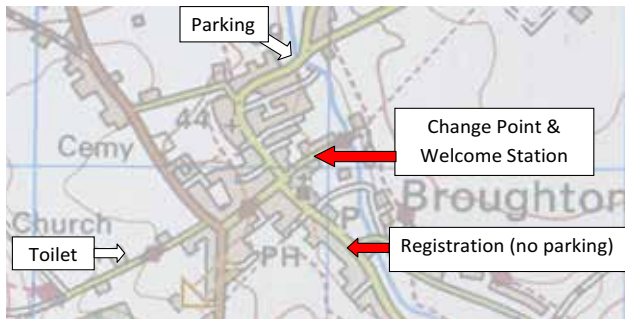 Parking
44
Cemy
Change Point &
Welcome Station
Broughton
Church
P
Toilet
PH
Registration (no parking)